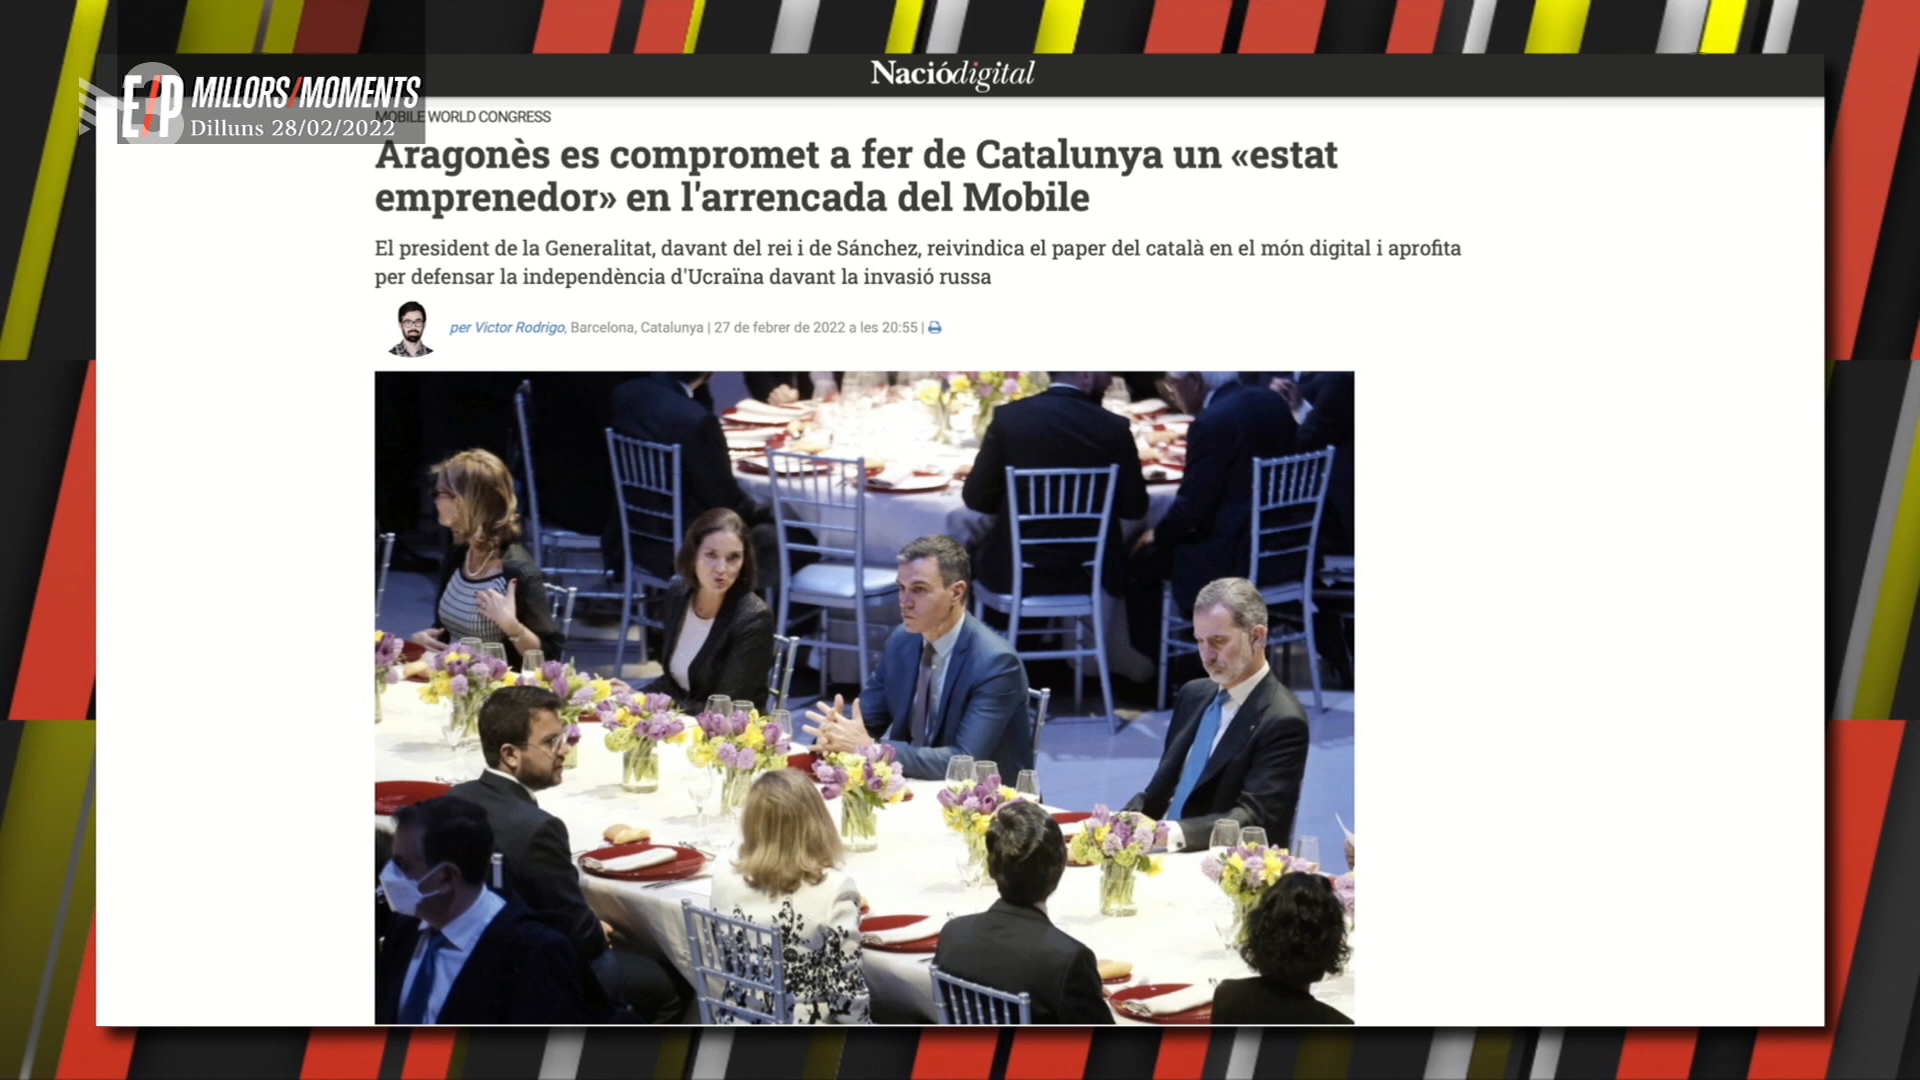 Naciódigital
E/P MILLORS/MOMENTS
Dilluns 28/02/2022
MOBILE WORLD CONGRESS
Aragonès es compromet a fer de Catalunya un «estat
emprenedor» en l'arrencada del Mobile
El president de la Generalitat, davant del rei i de Sánchez, reivindica el paper del català en el món digital i aprofita
per defensar la independència d'Ucraïna davant la invasió russa
per Victor Rodrigo, Barcelona, Catalunya | 27 de febrer de 2022 a les 20:55 |